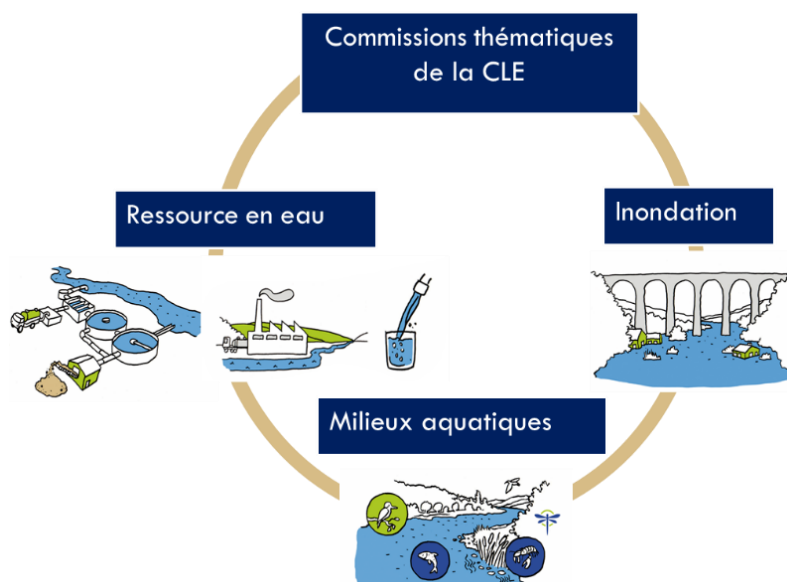 Commissions thématiques
de la CLE
Ressource en eau
Inondation
Milieux aquatiques